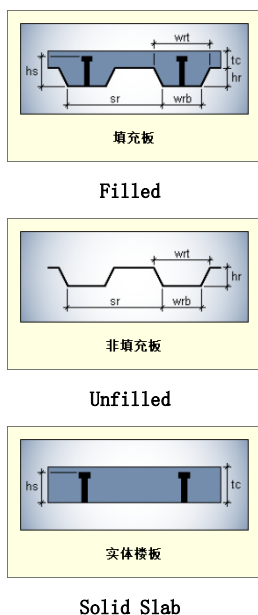 wrt
hs
tc
hr
sr
wrb
填充板
Filled
wrt
hr
sr
wrb
非填充板
Unfilled
hs
tc
实体楼板
Solid Slab